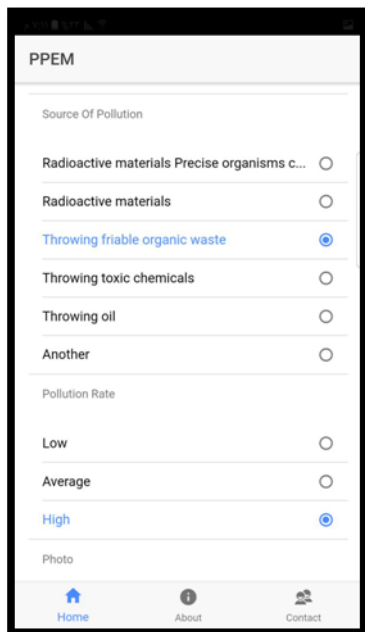 PPEM
Source Of Pollution
Radioactive materials Precise organisms c...
Radioactive materials
Throwing friable organic waste
Throwing toxic chemicals
Throwing oil
Another
Pollution Rate
Low
Average
High
Photo
Home
About
Contact